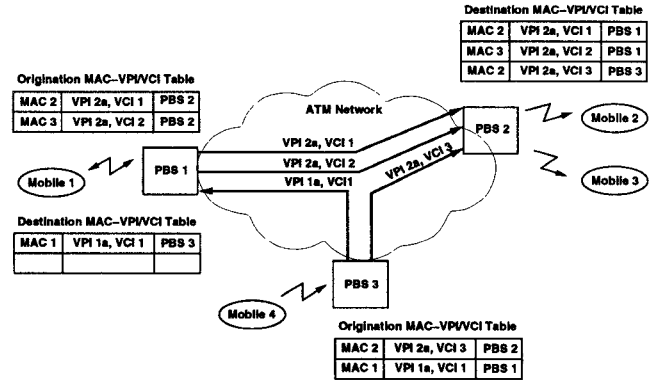 Destination MAC–VPI/VCI Table
MAC 2 VPI 2a, VCI 1 PBS 1
MAC 3 VPI 2a, VCI 2 PBS 1
MAC 2 VPI 2a, VCI 3 PBS 3
Origination MAC–VPI/VCI Table
MAC 2 VPI 2a, VCI 1 PBS 2
MAC 3 VPI 2a, VCI 2 PBS 2
ATM Network
PBS 2
Mobile 2
VPI 2a, VCI 1
PBS 1
VPI 2a, VCI 2
VPI 2a, VCI 3
Mobile 1
VPI 1a, VCI1
Mobile 3
Destination MAC–VPI/VCI Table
MAC 1 VPI 1a, VCI 1 PBS 3
PBS 3
Mobile 4
Origination MAC–VPI/VCI Table
MAC 2 VPI 2a, VCI 3 PBS 2
MAC 1 VPI 1a, VCI 1 PBS 1